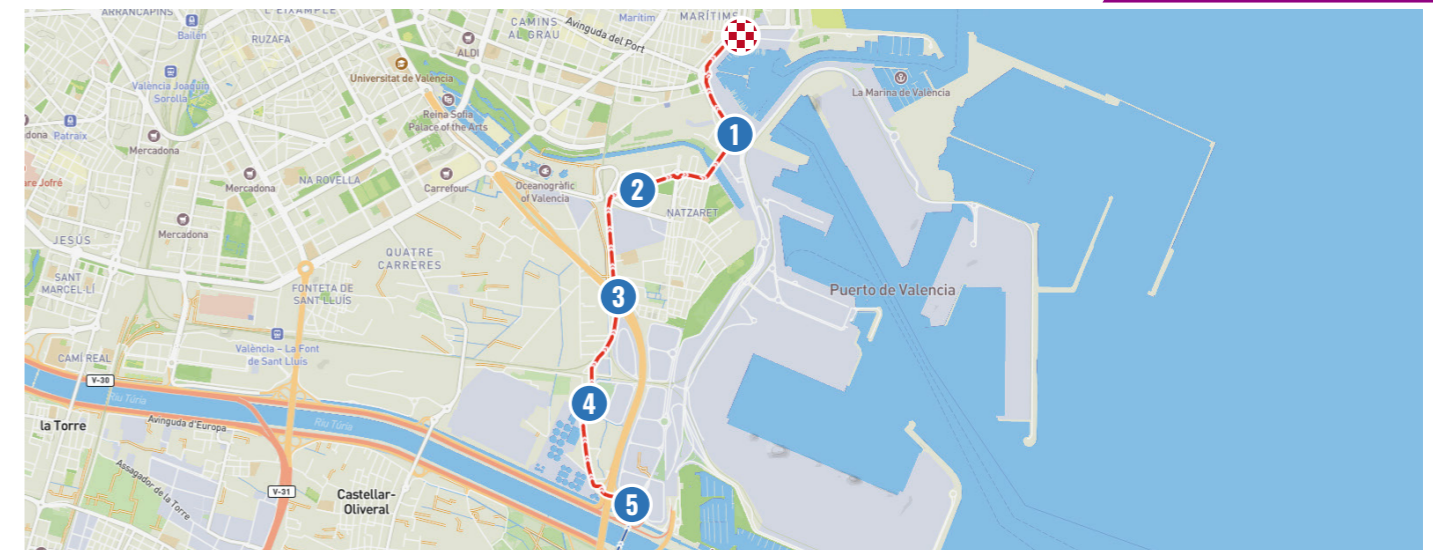 ARRANCAPINS
L'EIXAMPLE
Bailén
RUZAFA
ALDI
CAMINS
AL GRAU
Avinguda del Port
Marítim
MARÍTIMS
València Joaquín
Sorolla
Universitat de València
Reina Sofía
Palace of the Arts
La Marina de València
Patraix
Mercadona
1
Mercadona
NA ROVELLA
Carrefour
Oceanogràfic
of Valencia
2
NATZARET
Mercadona
JESÚS
QUATRE
CARRERES
SANT
MARCEL·LÍ
FONTETA DE
SANT LLUÍS
3
Puerto de Valencia
València – La Font
de Sant Lluís
CAMÍ REAL
V-30
Riu Túria
4
la Torre
Avinguda d'Europa
Riu Túria
Assagador de la Torre
V-31
Castellar-
Oliveral
5